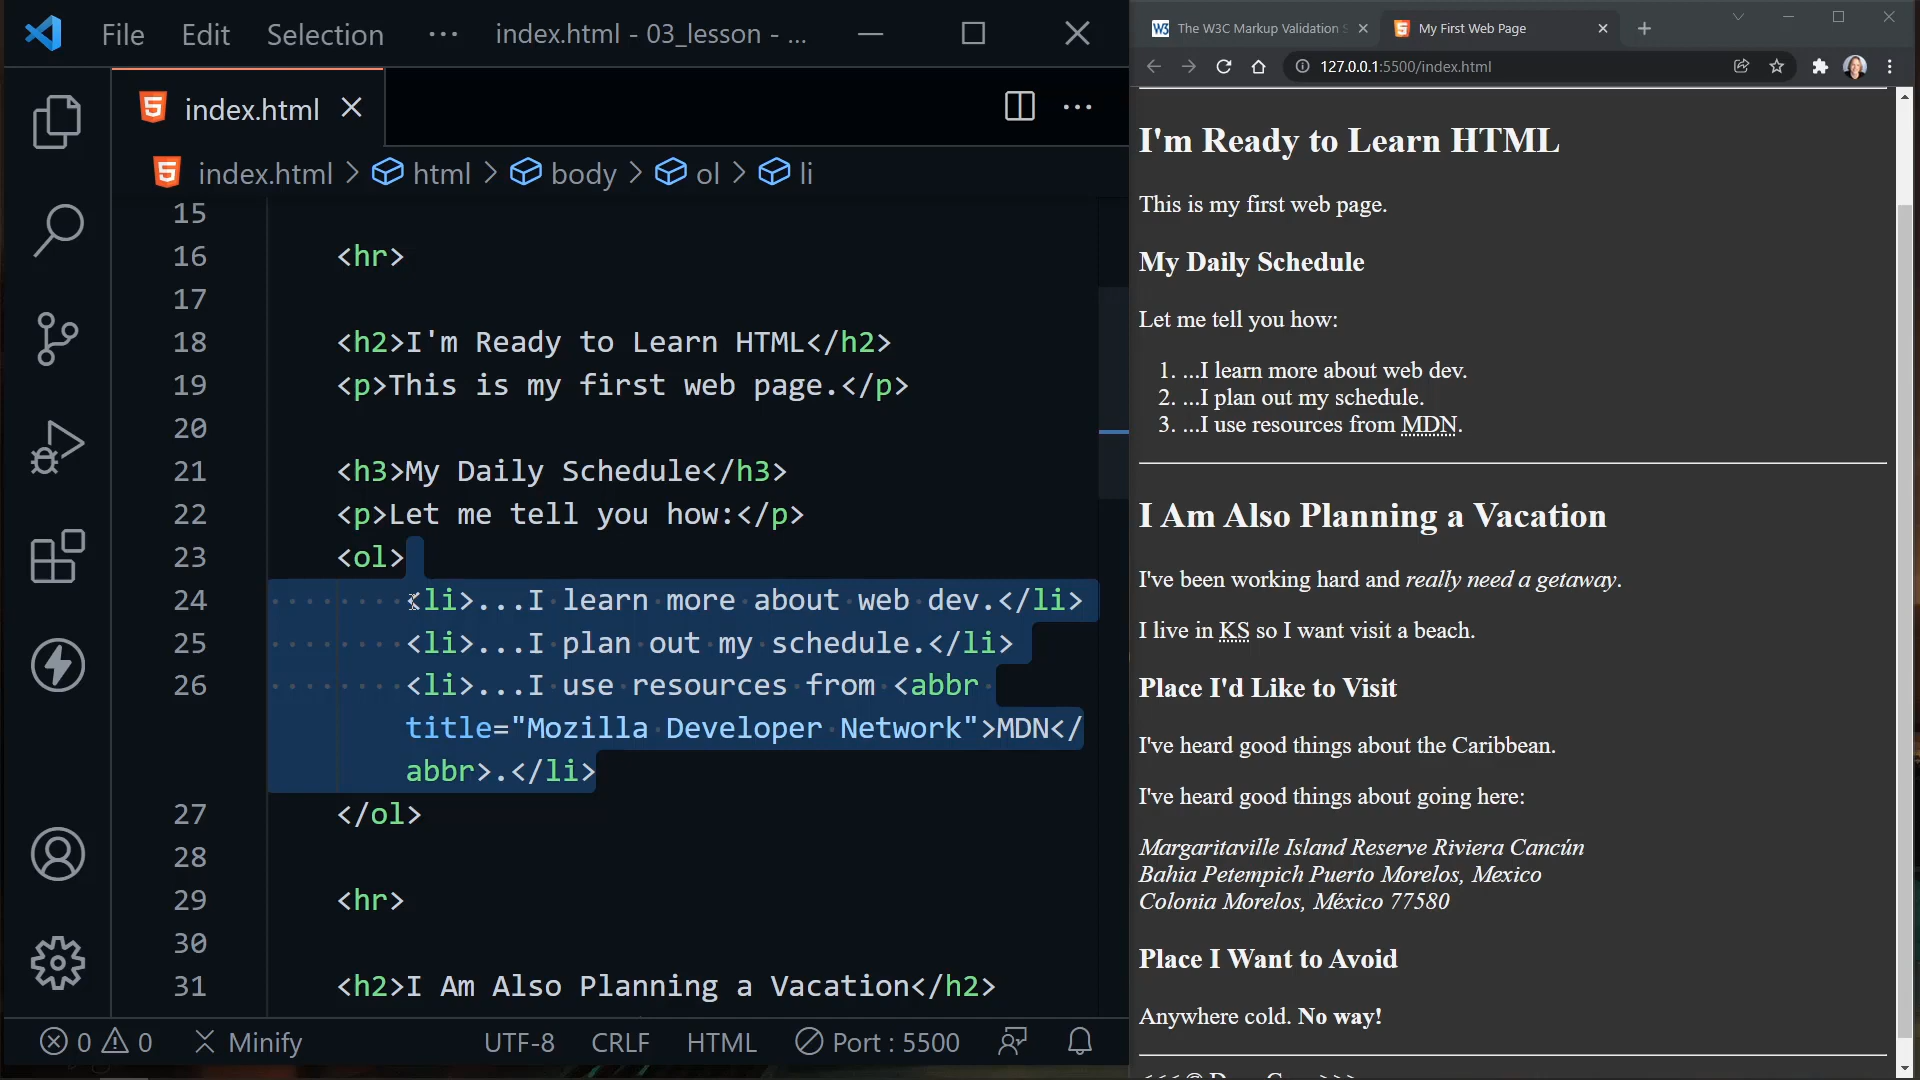 File Edit Selection ··· index.html - 03_lesson - ...
index.html
index.html > html > body > ol > li
15
16 <hr>
17
18 <h2>I'm Ready to Learn HTML</h2>
19 <p>This is my first web page.</p>
20
21 <h3>My Daily Schedule</h3>
22 <p>Let me tell you how:</p>
23 <ol>
24 <li>...I learn more about web dev.</li>
25 <li>...I plan out my schedule.</li>
26 <li>...I use resources from <abbr
title="Mozilla Developer Network">MDN</
abbr>.</li>
27 </ol>
28
29 <hr>
30
31 <h2>I Am Also Planning a Vacation</h2>
0 0 Minify UTF-8 CRLF HTML Port : 5500
The W3C Markup Validation
My First Web Page
127.0.0.1:5500/index.html
I'm Ready to Learn HTML
This is my first web page.
My Daily Schedule
Let me tell you how:
1. ...I learn more about web dev.
2. ...I plan out my schedule.
3. ...I use resources from MDN.
I Am Also Planning a Vacation
I've been working hard and really need a getaway.
I live in KS so I want visit a beach.
Place I'd Like to Visit
I've heard good things about the Caribbean.
I've heard good things about going here:
Margaritaville Island Reserve Riviera Cancún
Bahia Petempich Puerto Morelos, Mexico
Colonia Morelos, México 77580
Place I Want to Avoid
Anywhere cold. No way!